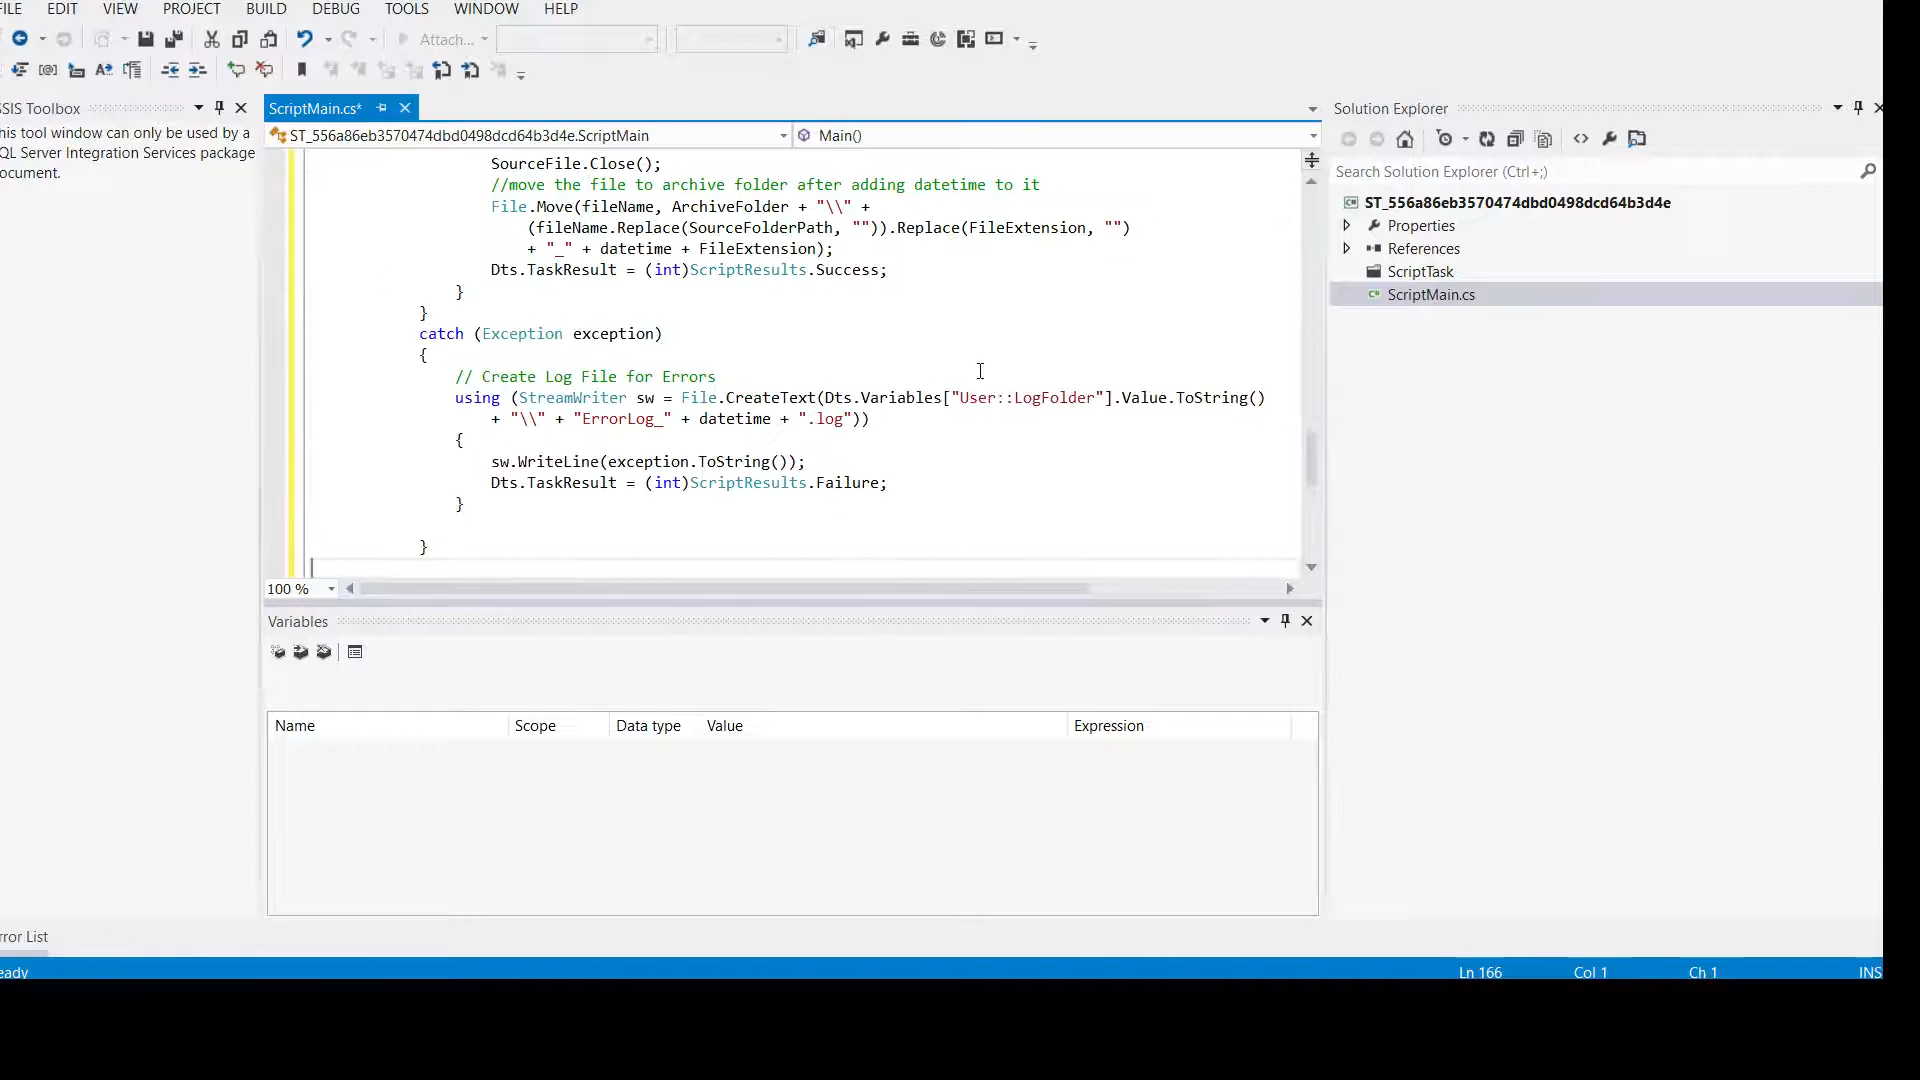 FILE EDIT VIEW PROJECT BUILD DEBUG TOOLS WINDOW HELP
Attach...
SSIS Toolbox
his tool window can only be used by a
QL Server Integration Services package
ocument.
ScriptMain.cs*
ST_556a86eb3570474dbd0498dcd64b3d4e.ScriptMain
Main()
SourceFile.Close();
//move the file to archive folder after adding datetime to it
File.Move(fileName, ArchiveFolder + "\\" +
(fileName.Replace(SourceFolderPath, "")).Replace(FileExtension, "")
+ "_" + datetime + FileExtension);
Dts.TaskResult = (int)ScriptResults.Success;
}
}
catch (Exception exception)
{
// Create Log File for Errors
using (StreamWriter sw = File.CreateText(Dts.Variables["User::LogFolder"].Value.ToString()
+ "\\" + "ErrorLog_" + datetime + ".log"))
{
sw.WriteLine(exception.ToString());
Dts.TaskResult = (int)ScriptResults.Failure;
}
}
100 %
Variables
Name Scope Data type Value Expression
Solution Explorer
Search Solution Explorer (Ctrl+;)
ST_556a86eb3570474dbd0498dcd64b3d4e
Properties
References
ScriptTask
ScriptMain.cs
rror List
eady
Ln 166 Col 1 Ch 1 INS